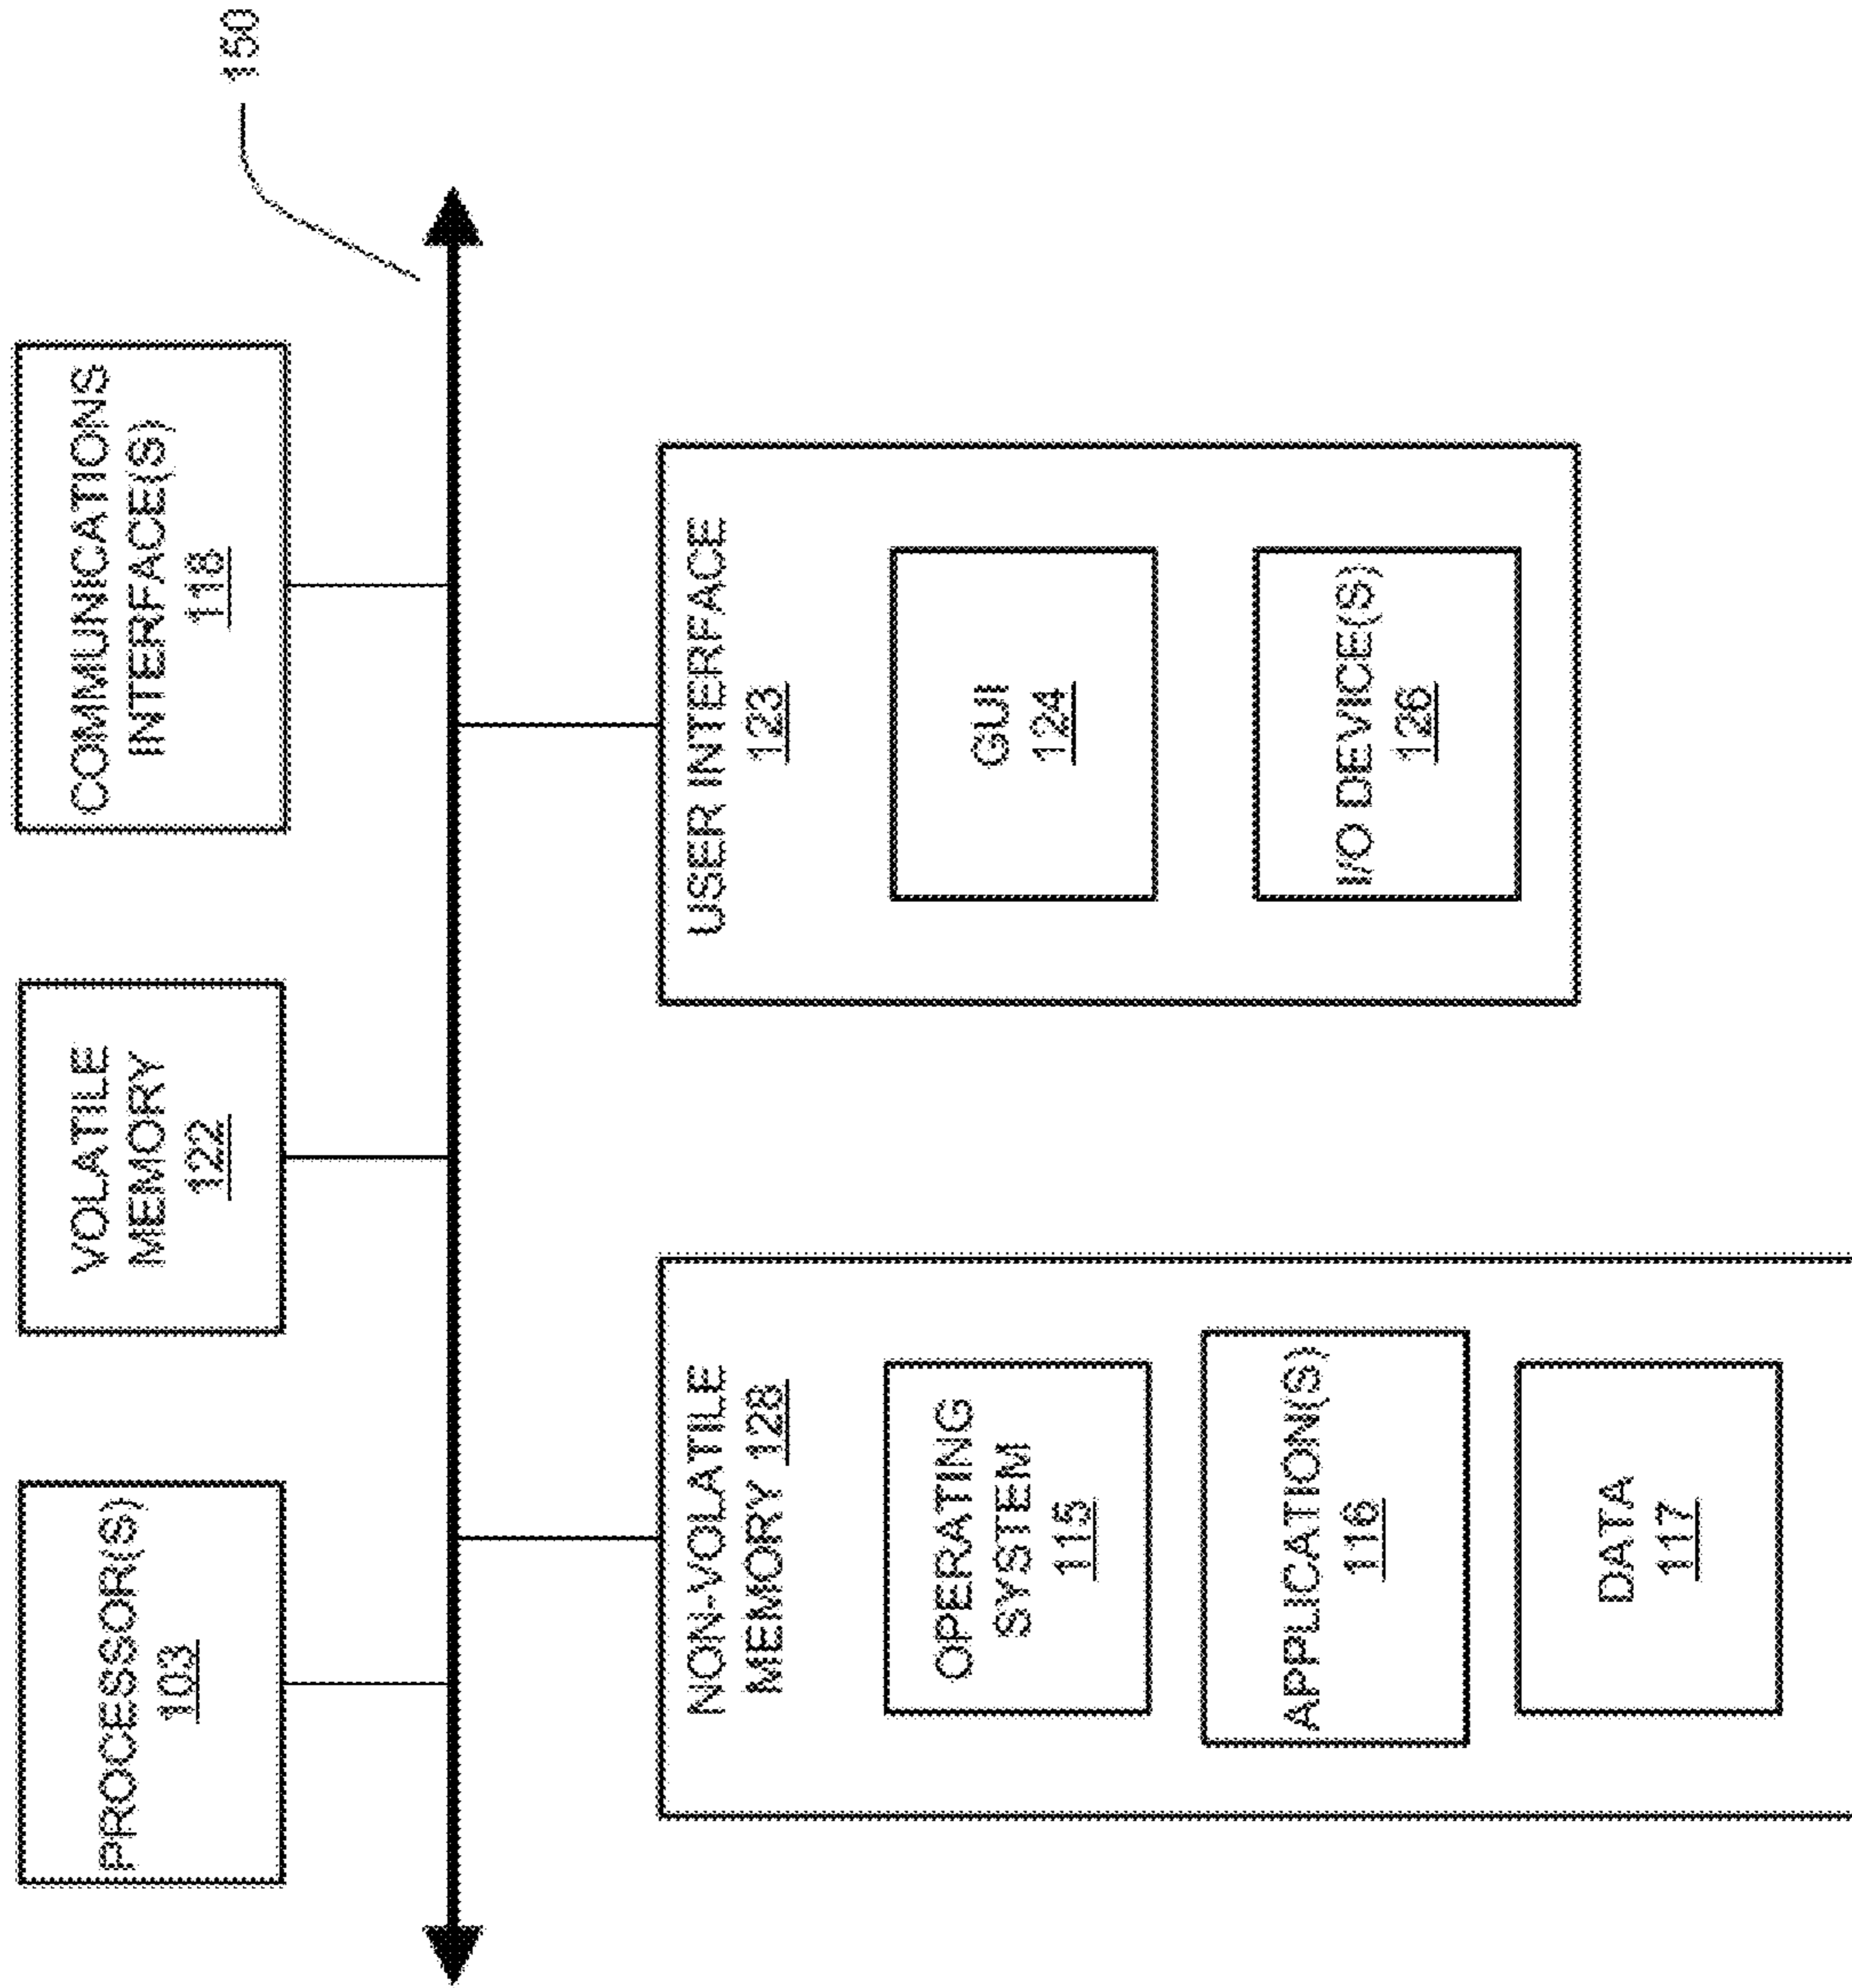 PROCESSOR(S)
103
VOLATILE
MEMORY
122
COMMUNICATIONS
INTERFACE(S)
118
150
NON-VOLATILE
MEMORY 128
OPERATING
SYSTEM
115
APPLICATION(S)
116
DATA
117
USER INTERFACE
123
GUI
124
I/O DEVICE(S)
126